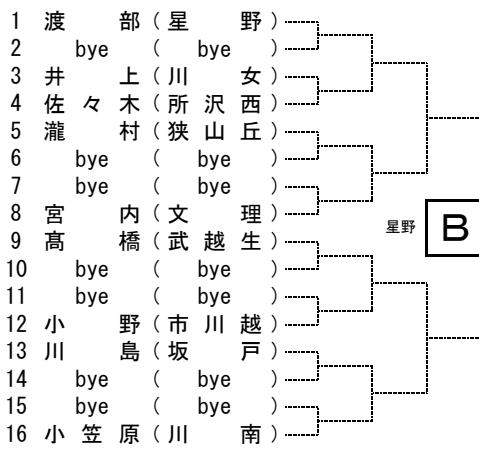 1 渡 部 ( 星 野 )
2 bye ( bye )
3 井 上 ( 川 女 )
4 佐 々 木 ( 所 沢 西 )
5 瀧 村 ( 狭 山 丘 )
6 bye ( bye )
7 bye ( bye )
8 宮 内 ( 文 理 )
星野 B
9 髙 橋 ( 武 越 生 )
10 bye ( bye )
11 bye ( bye )
12 小 野 ( 市 川 越 )
13 川 島 ( 坂 戸 )
14 bye ( bye )
15 bye ( bye )
16 小 笠 原 ( 川 南 )